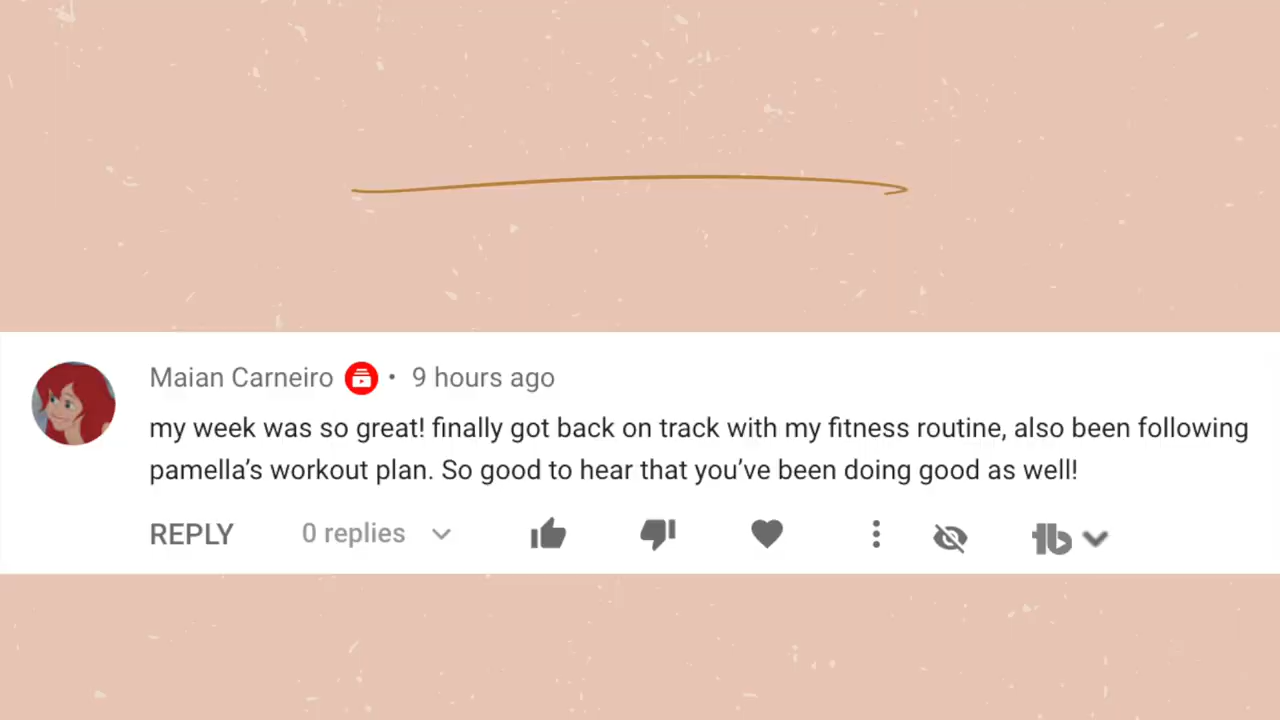 Maian Carneiro • 9 hours ago
my week was so great! finally got back on track with my fitness routine, also been following
pamella’s workout plan. So good to hear that you’ve been doing good as well!
REPLY 0 replies